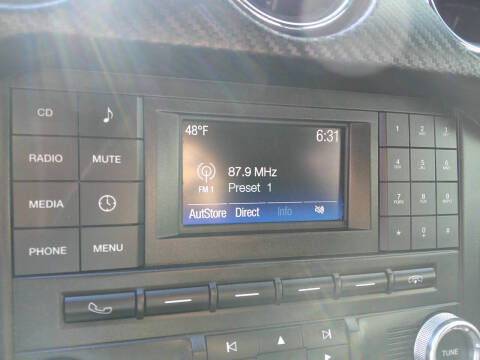 CD
RADIO MUTE
MEDIA
PHONE MENU
48°F 6:31
87.9 MHz
FM 1 Preset 1
AutStore Direct Info
1 2 3
4 5 6
7 8 9
* 0 #
TUNE